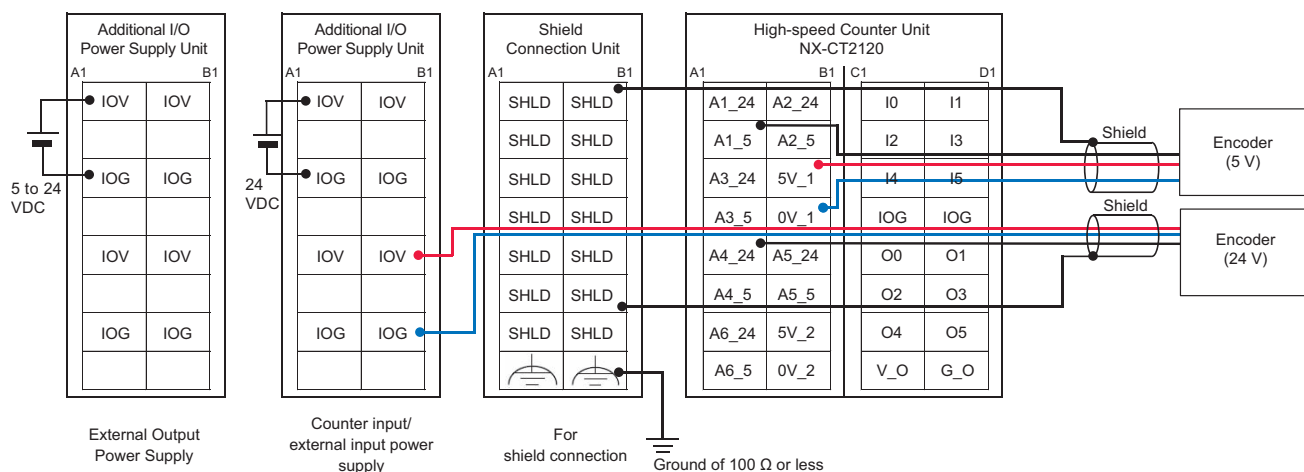 Additional I/O
Power Supply Unit
A1 B1
IOV IOV
IOG IOG
IOV IOV
IOG IOG
5 to 24
VDC
External Output
Power Supply
Additional I/O
Power Supply Unit
A1 B1
IOV IOV
IOG IOG
IOV IOV
IOG IOG
24
VDC
Counter input/
external input power
supply
Shield
Connection Unit
A1 B1
SHLD SHLD
SHLD SHLD
SHLD SHLD
SHLD SHLD
SHLD SHLD
SHLD SHLD
SHLD SHLD
For
shield connection
Ground of 100 Ω or less
High-speed Counter Unit
NX-CT2120
A1 B1 C1 D1
A1_24 A2_24 I0 I1
A1_5 A2_5 I2 I3
A3_24 5V_1 I4 I5
A3_5 0V_1 IOG IOG
A4_24 A5_24 O0 O1
A4_5 A5_5 O2 O3
A6_24 5V_2 O4 O5
A6_5 0V_2 V_O G_O
Shield
Encoder
(5 V)
Shield
Encoder
(24 V)